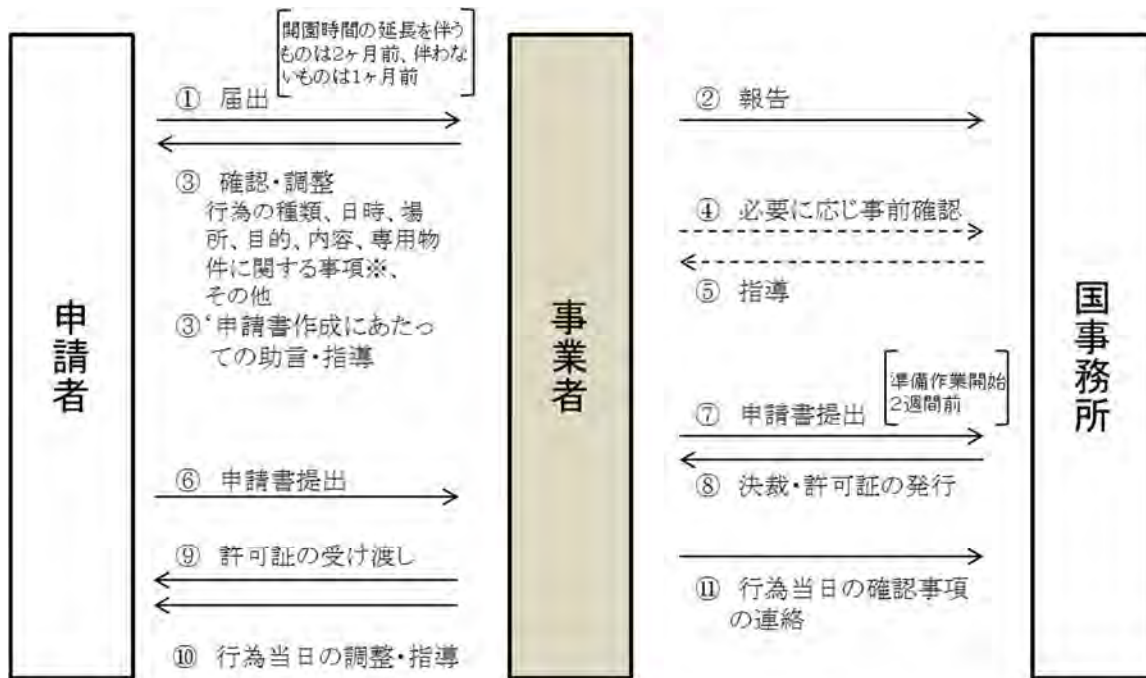 開園時間の延長を伴う
ものは2ヶ月前、伴わな
いものは1ヶ月前
① 届出
③ 確認・調整
行為の種類、日時、場
所、目的、内容、専用物
件に関する事項※、
その他
③‘申請書作成にあたっ
ての助言・指導
⑥ 申請書提出
⑨ 許可証の受け渡し
⑩ 行為当日の調整・指導
申請者
事業者
② 報告
④ 必要に応じ事前確認
⑤ 指導
準備作業開始
2週間前
⑦ 申請書提出
⑧ 決裁・許可証の発行
⑪ 行為当日の確認事項
の連絡
国事務所